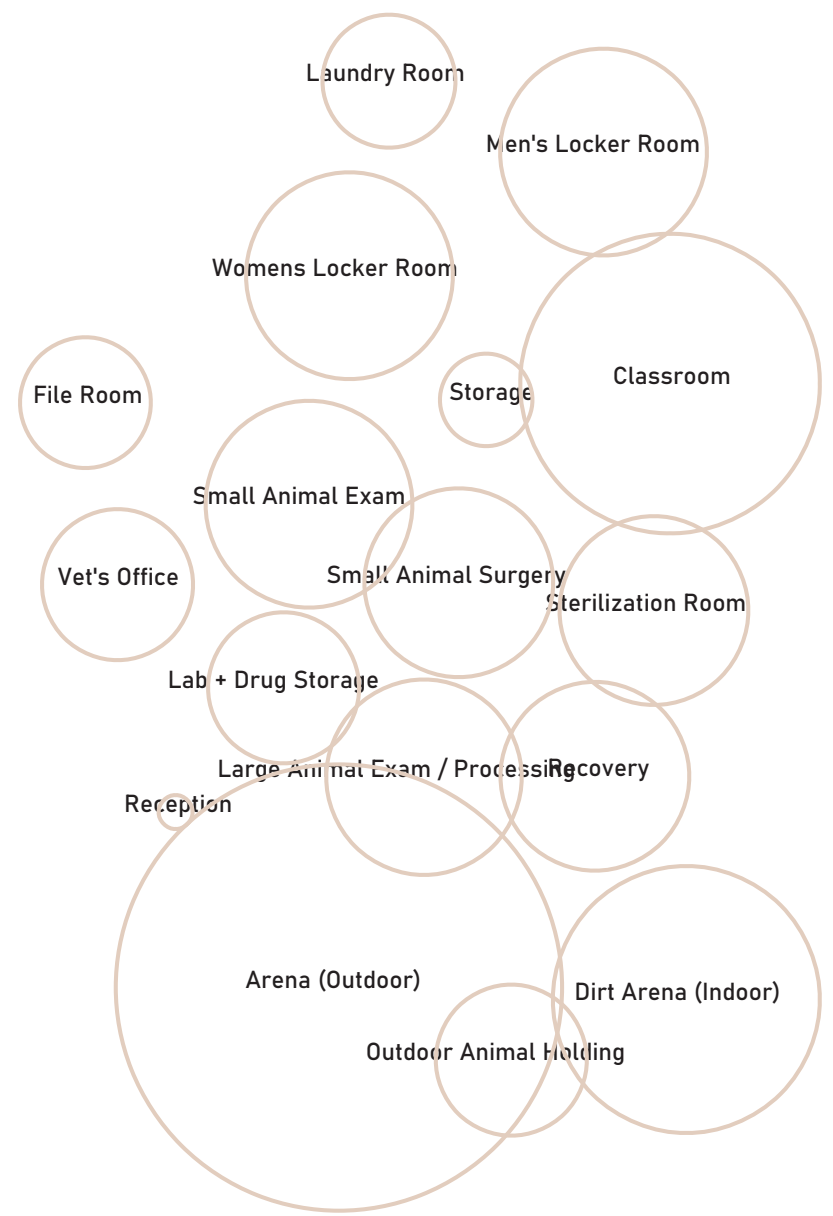 Laundry Room
Men's Locker Room
Womens Locker Room
Classroom
File Room
Storage
Small Animal Exam
Vet's Office
Small Animal Surgery
Sterilization Room
Lab + Drug Storage
Large Animal Exam / Processing
Recovery
Reception
Arena (Outdoor)
Dirt Arena (Indoor)
Outdoor Animal Holding